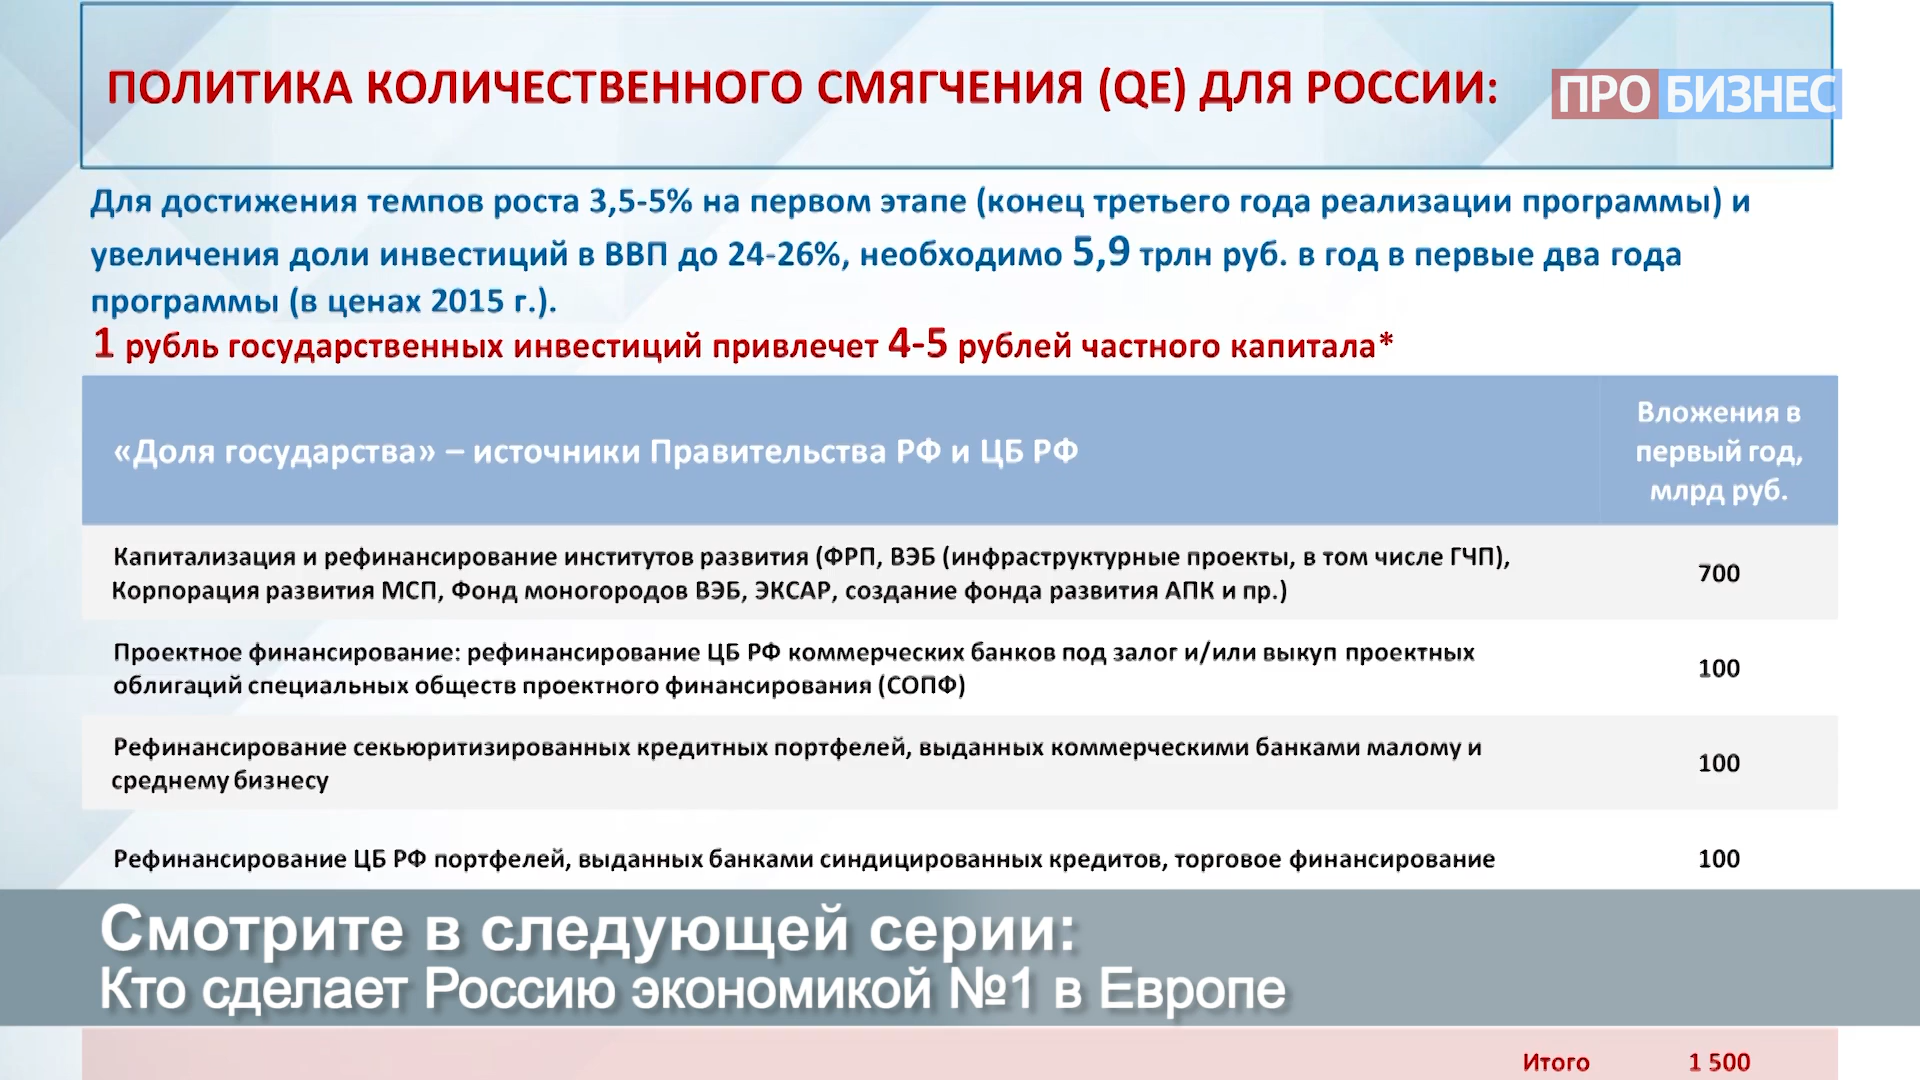 ПОЛИТИКА КОЛИЧЕСТВЕННОГО СМЯГЧЕНИЯ (QE) ДЛЯ РОССИИ:
ПРО БИЗНЕС
Для достижения темпов роста 3,5-5% на первом этапе (конец третьего года реализации программы) и
увеличения доли инвестиций в ВВП до 24-26%, необходимо 5,9 трлн руб. в год в первые два года
программы (в ценах 2015 г.).
1 рубль государственных инвестиций привлечет 4-5 рублей частного капитала*
«Доля государства» – источники Правительства РФ и ЦБ РФ
Вложения в
первый год,
млрд руб.
Капитализация и рефинансирование институтов развития (ФРП, ВЭБ (инфраструктурные проекты, в том числе ГЧП),
Корпорация развития МСП, Фонд моногородов ВЭБ, ЭКСАР, создание фонда развития АПК и пр.)
700
Проектное финансирование: рефинансирование ЦБ РФ коммерческих банков под залог и/или выкуп проектных
облигаций специальных обществ проектного финансирования (СОПФ)
100
Рефинансирование секьюритизированных кредитных портфелей, выданных коммерческими банками малому и
среднему бизнесу
100
Рефинансирование ЦБ РФ портфелей, выданных банками синдицированных кредитов, торговое финансирование
100
Смотрите в следующей серии:
Кто сделает Россию экономикой №1 в Европе
Итого
1 500